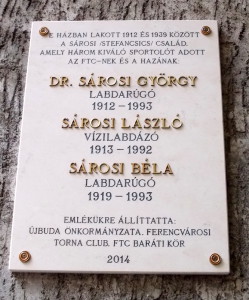 E HÁZBAN LAKOTT 1912 ÉS 1939 KÖZÖTT
A SÁROSI /STEFANCSICS/ CSALÁD,
AMELY HÁROM KIVÁLÓ SPORTOLÓT ADOTT
AZ FTC-NEK ÉS A HAZÁNAK:
DR. SÁROSI GYÖRGY
LABDARÚGÓ
1912–1993
SÁROSI LÁSZLÓ
VÍZILABDÁZÓ
1913–1992
SÁROSI BÉLA
LABDARÚGÓ
1919–1993
EMLÉKÜKRE ÁLLÍTTATTA:
ÚJBUDA ÖNKORMÁNYZATA, FERENCVÁROSI
TORNA CLUB, FTC BARÁTI KÖR
2014